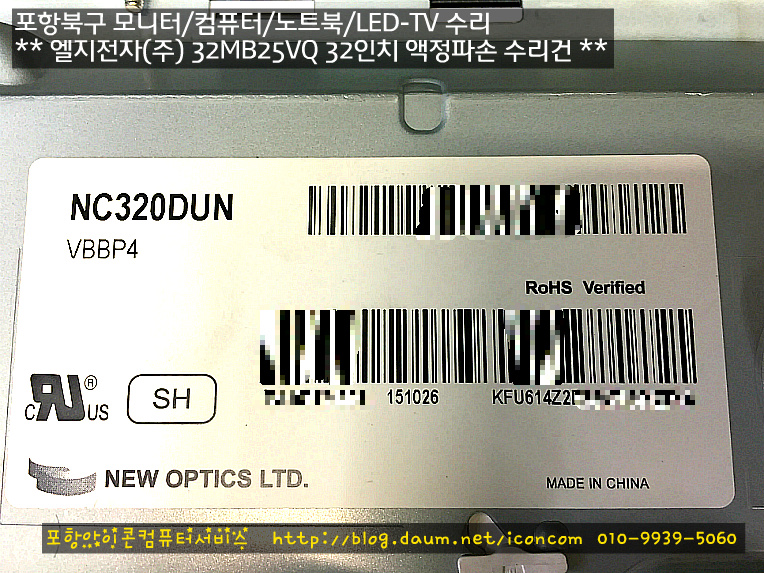 포항북구 모니터/컴퓨터/노트북/LED-TV 수리
** 엘지전자(주) 32MB25VQ 32인치 액정파손 수리건 **
NC320DUN
VBBP4
RoHS Verified
151026 KFU614Z2
C RU US ® SH
NEW OPTICS LTD.
MADE IN CHINA
포항아이콘컴퓨터서비스 http://blog.daum.net/iconcom 010-9939-5060